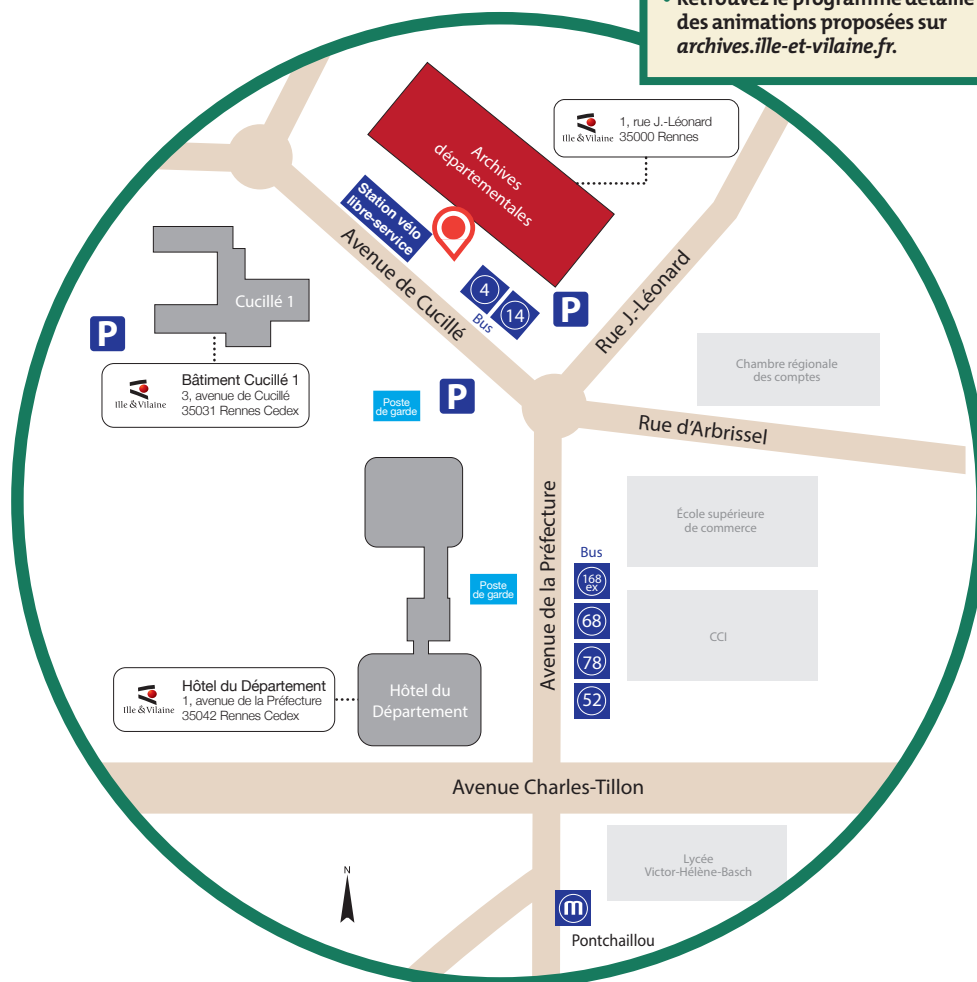 • Retrouvez le programme détaillé
des animations proposées sur
archives.ille-et-vilaine.fr.
Ille & Vilaine
1, rue J.-Léonard
35000 Rennes
Archives
départementales
Station vélo
libre-service
Avenue de Cucillé
4
14
Bus
P
Rue J.-Léonard
Cucillé 1
P
Ille & Vilaine
Bâtiment Cucillé 1
3, avenue de Cucillé
35031 Rennes Cedex
Poste
de garde
P
Chambre régionale
des comptes
Rue d'Arbrissel
Avenue de la Préfecture
École supérieure
de commerce
Bus
168
ex
68
78
52
Poste
de garde
CCI
Ille & Vilaine
Hôtel du Département
1, avenue de la Préfecture
35042 Rennes Cedex
Hôtel du
Département
Avenue Charles-Tillon
Lycée
Victor-Hélène-Basch
N
m
Pontchaillou